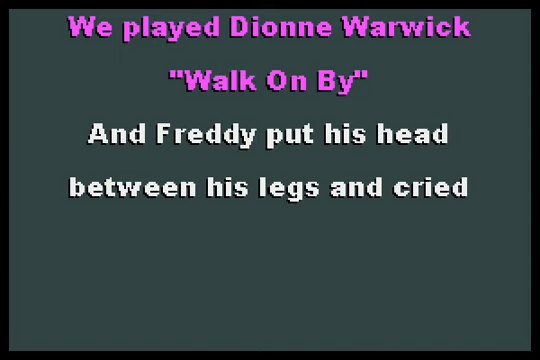 We played Dionne Warwick
"Walk On By"
And Freddy put his head
between his legs and cried